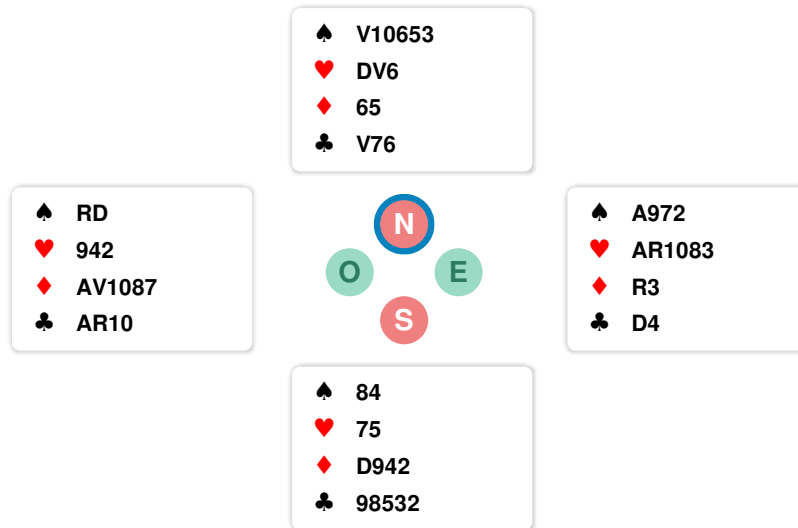 ♠ V10653
♥ DV6
♦ 65
♣ V76
♠ RD
♥ 942
♦ AV1087
♣ AR10
N
O E
S
♠ A972
♥ AR1083
♦ R3
♣ D4
♠ 84
♥ 75
♦ D942
♣ 98532